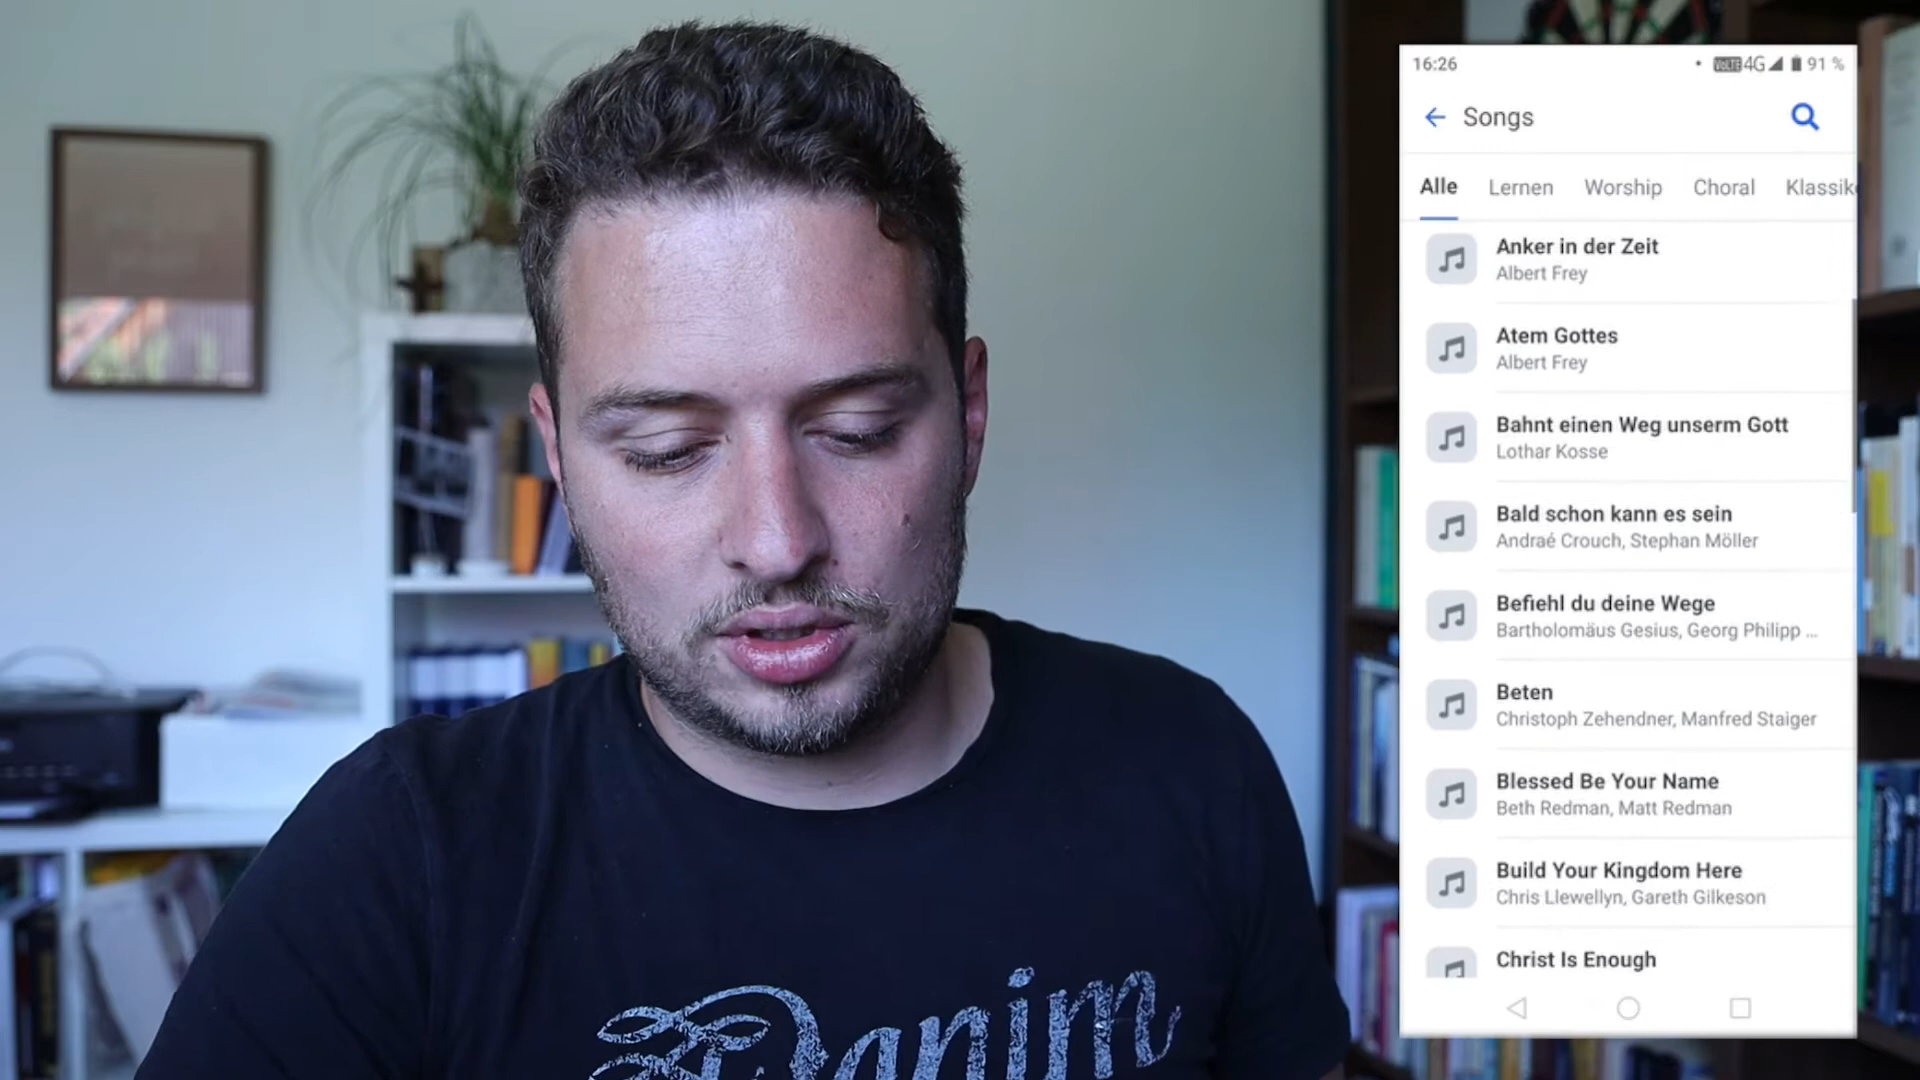 16:26
VoLTE 4G 91 %
Songs
Alle Lernen Worship Choral Klassik
Anker in der Zeit
Albert Frey
Atem Gottes
Albert Frey
Bahnt einen Weg unserm Gott
Lothar Kosse
Bald schon kann es sein
Andraé Crouch, Stephan Möller
Befiehl du deine Wege
Bartholomäus Gesius, Georg Philipp ...
Beten
Christoph Zehendner, Manfred Staiger
Blessed Be Your Name
Beth Redman, Matt Redman
Build Your Kingdom Here
Chris Llewellyn, Gareth Gilkeson
Christ Is Enough
Denim